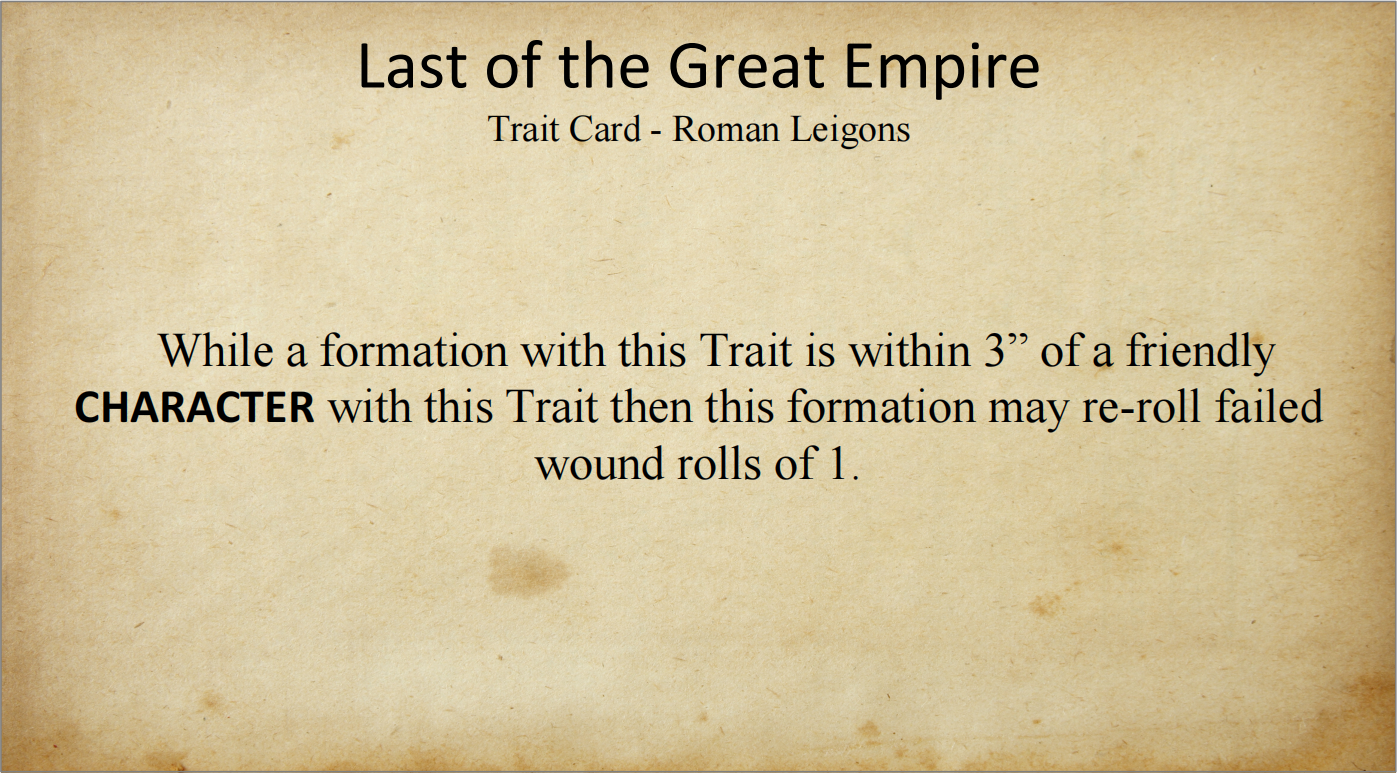 Last of the Great Empire
Trait Card - Roman Leigons
While a formation with this Trait is within 3” of a friendly
CHARACTER with this Trait then this formation may re-roll failed
wound rolls of 1.